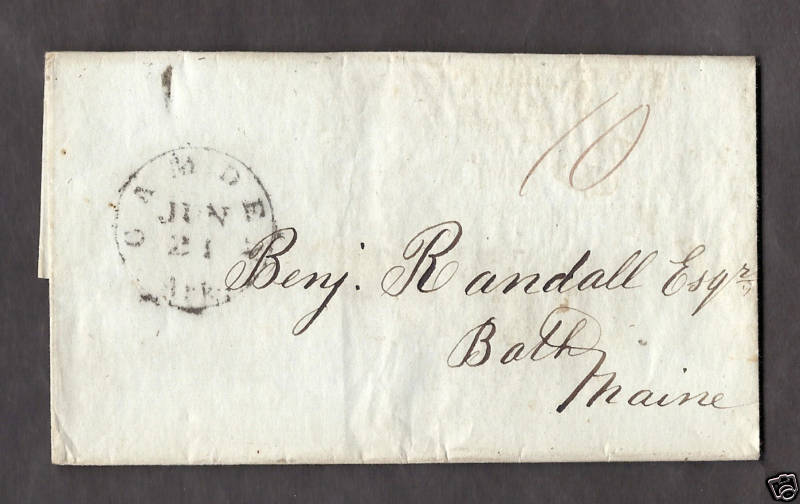 10
CAMDEN
JUN
21
Benj. Randall Esqr.
Bath
Maine